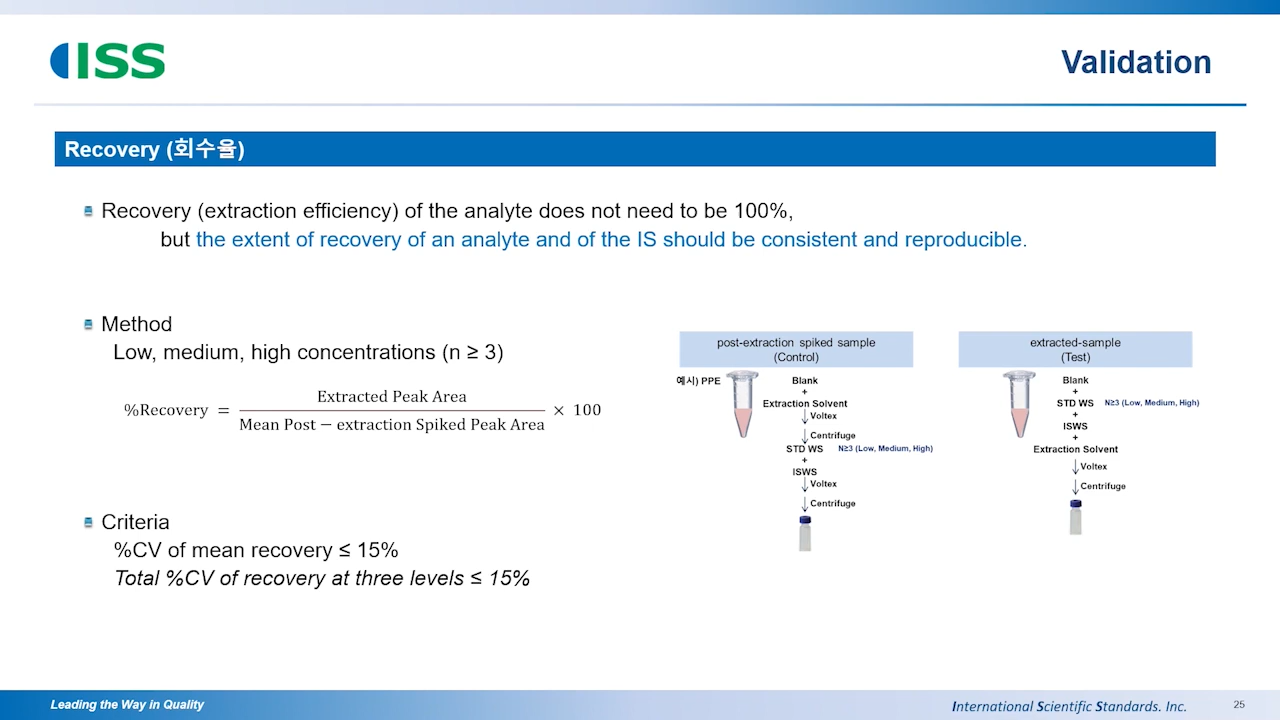 ISS
Validation
Recovery (회수율)
Recovery (extraction efficiency) of the analyte does not need to be 100%,
but the extent of recovery of an analyte and of the IS should be consistent and reproducible.
Method
Low, medium, high concentrations (n ≥ 3)
%Recovery = Extracted Peak Area / Mean Post − extraction Spiked Peak Area × 100
Criteria
%CV of mean recovery ≤ 15%
Total %CV of recovery at three levels ≤ 15%
post-extraction spiked sample
(Control)
예시) PPE
Blank
+
Extraction Solvent
Voltex
Centrifuge
STD WS N≥3 (Low, Medium, High)
+
ISWS
Voltex
Centrifuge
extracted-sample
(Test)
Blank
+
STD WS N≥3 (Low, Medium, High)
+
ISWS
+
Extraction Solvent
Voltex
Centrifuge
Leading the Way in Quality
International Scientific Standards. Inc.
25